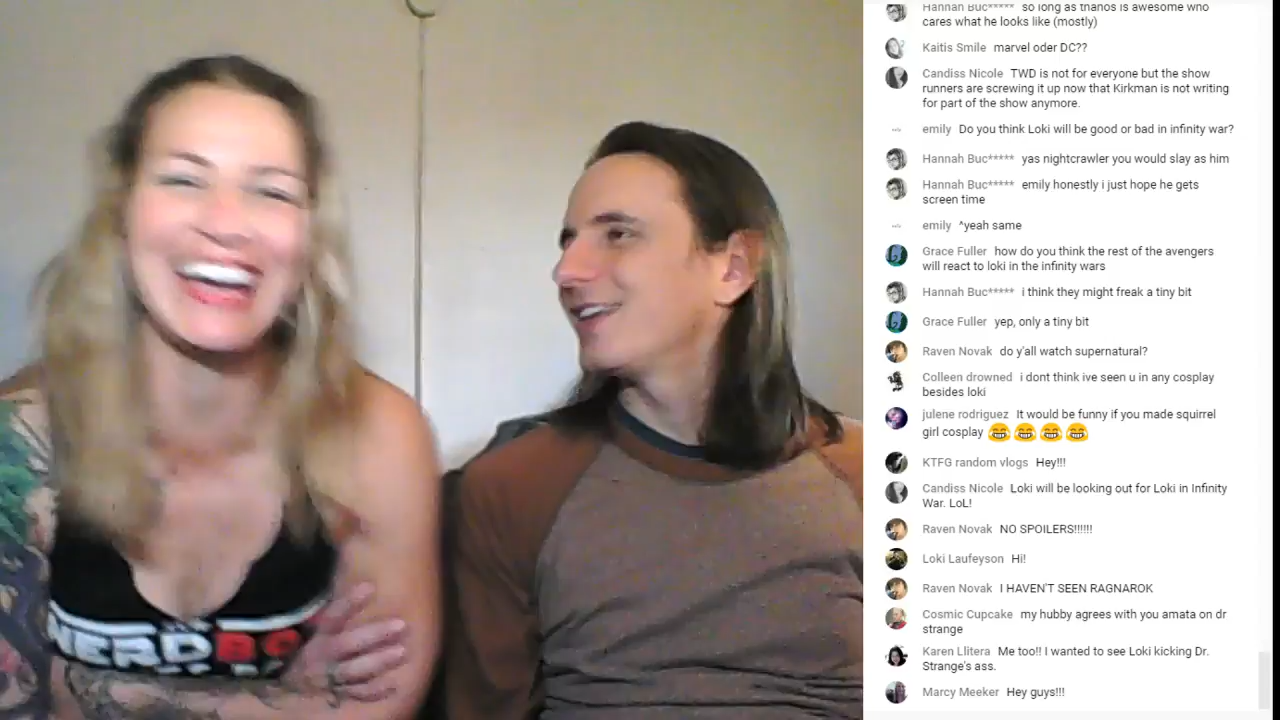 Hannah Buc***** so long as thanos is awesome who
cares what he looks like (mostly)
Kaitis Smile marvel oder DC??
Candiss Nicole TWD is not for everyone but the show
runners are screwing it up now that Kirkman is not writing
for part of the show anymore.
emily Do you think Loki will be good or bad in infinity war?
Hannah Buc***** yas nightcrawler you would slay as him
Hannah Buc***** emily honestly i just hope he gets
screen time
emily ^yeah same
Grace Fuller how do you think the rest of the avengers
will react to loki in the infinity wars
Hannah Buc***** i think they might freak a tiny bit
Grace Fuller yep, only a tiny bit
Raven Novak do y'all watch supernatural?
Colleen drowned i dont think ive seen u in any cosplay
besides loki
julene rodriguez It would be funny if you made squirrel
girl cosplay 😂😂😂😂
KTFG random vlogs Hey!!!
Candiss Nicole Loki will be looking out for Loki in Infinity
War. LoL!
Raven Novak NO SPOILERS!!!!!!
Loki Laufeyson Hi!
Raven Novak I HAVEN'T SEEN RAGNAROK
Cosmic Cupcake my hubby agrees with you amata on dr
strange
Karen Llitera Me too!! I wanted to see Loki kicking Dr.
Strange's ass.
Marcy Meeker Hey guys!!!